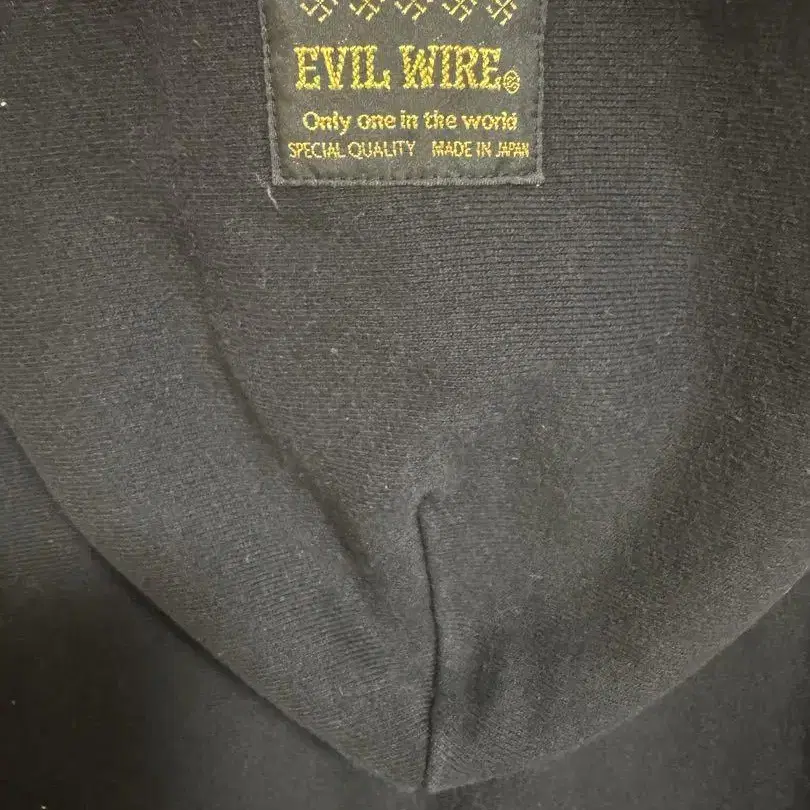 EVIL WIRE®
Only one in the world
SPECIAL QUALITY MADE IN JAPAN